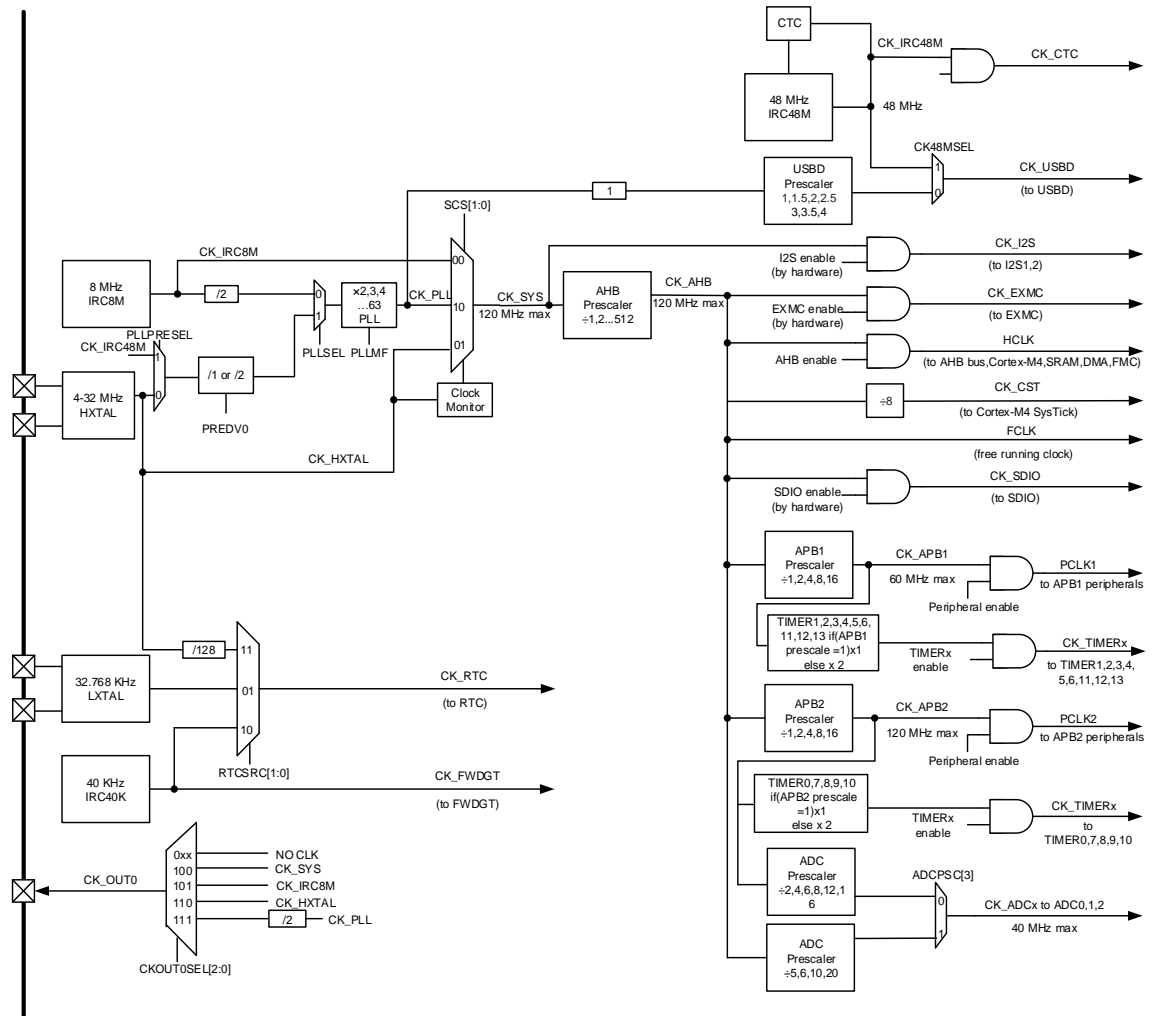 CTC
CK_IRC48M
CK_CTC
48 MHz
IRC48M
48 MHz
CK48MSEL
1
0
CK_USBD
(to USBD)
USBD
Prescaler
1,1.5,2,2.5
3,3.5,4
1
SCS[1:0]
CK_IRC8M
00
10
01
8 MHz
IRC8M
/2
0
1
PLLSEL
×2,3,4
...63
PLL
PLLMF
CK_PLL
CK_SYS
120 MHz max
AHB
Prescaler
÷1,2...512
CK_AHB
120 MHz max
I2S enable
(by hardware)
CK_I2S
(to I2S1,2)
EXMC enable
(by hardware)
CK_EXMC
(to EXMC)
AHB enable
HCLK
(to AHB bus,Cortex-M4,SRAM,DMA,FMC)
PLLPRESEL
CK_IRC48M
1
0
4-32 MHz
HXTAL
/1 or /2
PREDV0
Clock
Monitor
÷8
CK_CST
(to Cortex-M4 SysTick)
FCLK
(free running clock)
CK_HXTAL
SDIO enable
(by hardware)
CK_SDIO
(to SDIO)
APB1
Prescaler
÷1,2,4,8,16
CK_APB1
60 MHz max
Peripheral enable
PCLK1
to APB1 peripherals
TIMER1,2,3,4,5,6,
11,12,13 if(APB1
prescale =1)x1
else x 2
TIMERx
enable
CK_TIMERx
to TIMER1,2,3,4,
5,6,11,12,13
/128
11
01
10
32.768 KHz
LXTAL
CK_RTC
(to RTC)
RTCSRC[1:0]
40 KHz
IRC40K
CK_FWDGT
(to FWDGT)
APB2
Prescaler
÷1,2,4,8,16
CK_APB2
120 MHz max
Peripheral enable
PCLK2
to APB2 peripherals
TIMER0,7,8,9,10
if(APB2 prescale
=1)x1
else x 2
TIMERx
enable
CK_TIMERx
to
TIMER0,7,8,9,10
CK_OUT0
0xx
100
101
110
111
NO CLK
CK_SYS
CK_IRC8M
CK_HXTAL
/2
CK_PLL
CKOUT0SEL[2:0]
ADC
Prescaler
÷2,4,6,8,12,1
6
ADCPSC[3]
0
1
CK_ADCx to ADC0,1,2
40 MHz max
ADC
Prescaler
÷5,6,10,20